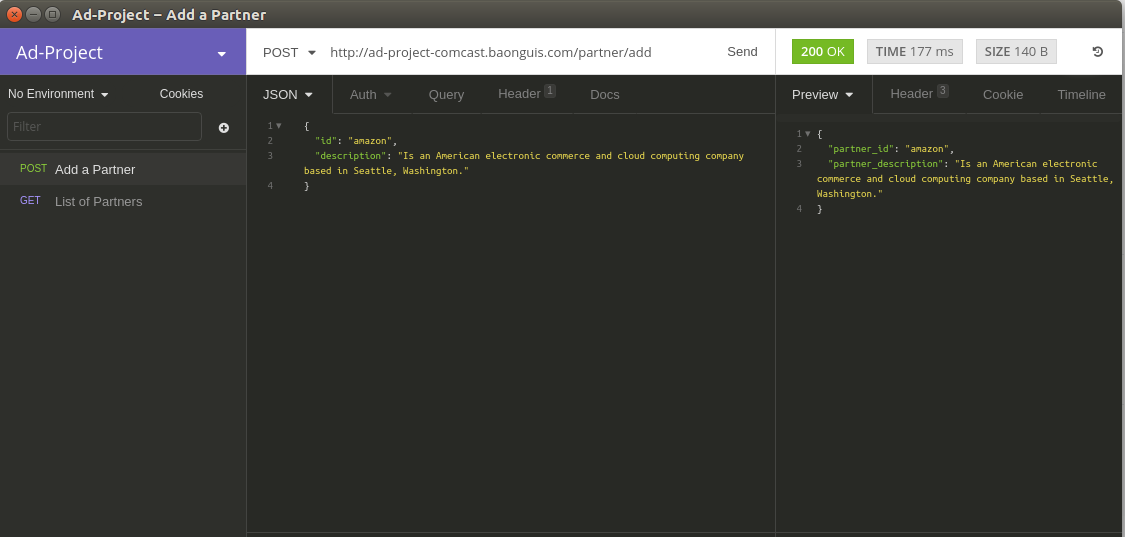 Ad-Project – Add a Partner
Ad-Project
POST http://ad-project-comcast.baonguis.com/partner/add Send
200 OK TIME 177 ms SIZE 140 B
No Environment Cookies
JSON Auth Query Header 1 Docs
Preview Header 3 Cookie Timeline
Filter
POST Add a Partner
GET List of Partners
1 {
2 "id": "amazon",
3 "description": "Is an American electronic commerce and cloud computing company
based in Seattle, Washington."
4 }
1 {
2 "partner_id": "amazon",
3 "partner_description": "Is an American electronic
commerce and cloud computing company based in Seattle,
Washington."
4 }